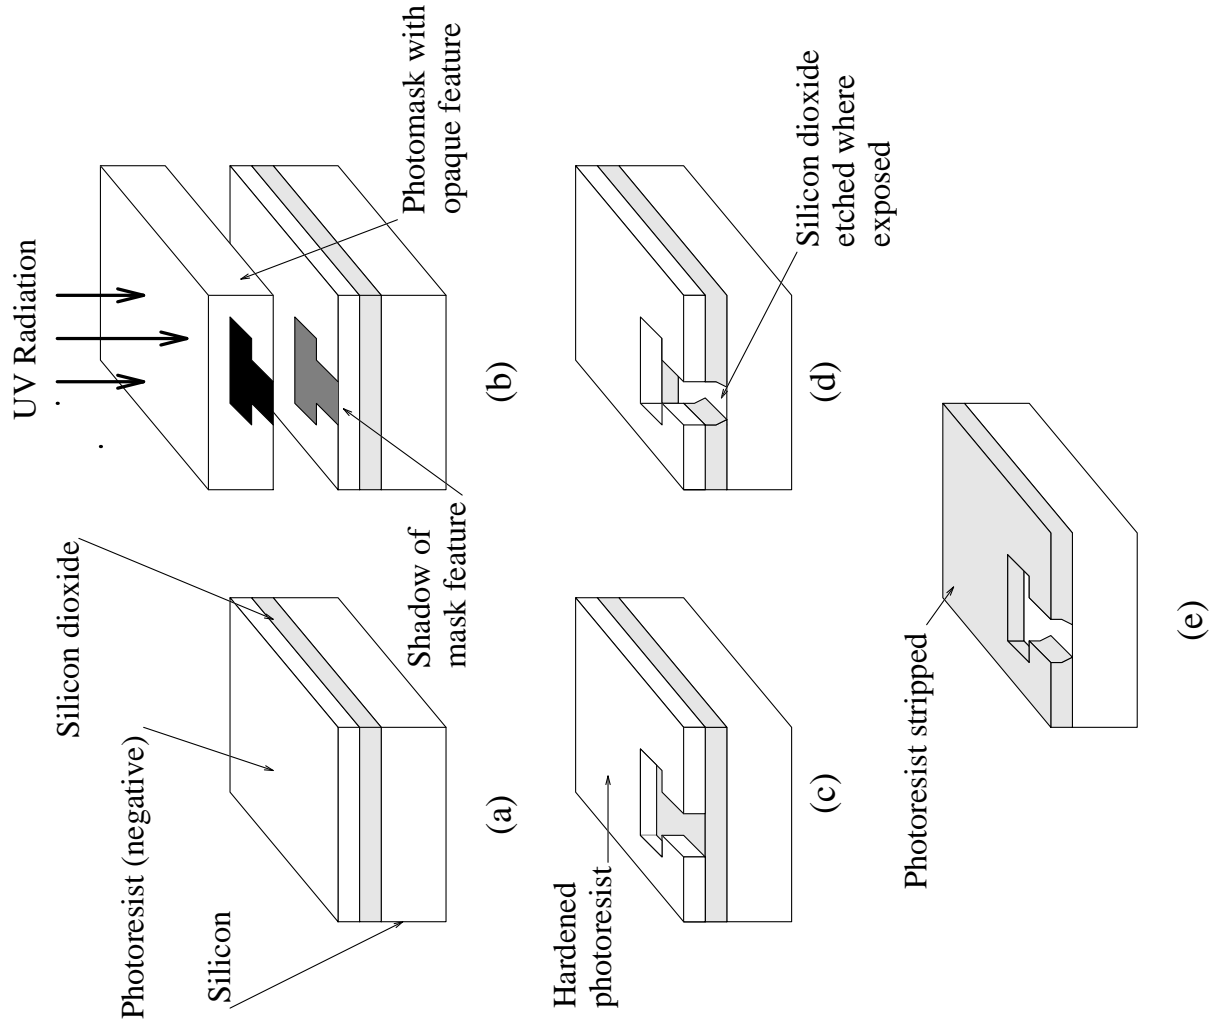 Photoresist (negative)
Silicon dioxide
Silicon
(a)
UV Radiation
Photomask with
opaque feature
Shadow of
mask feature
(b)
Hardened
photoresist
(c)
Silicon dioxide
etched where
exposed
(d)
Photoresist stripped
(e)